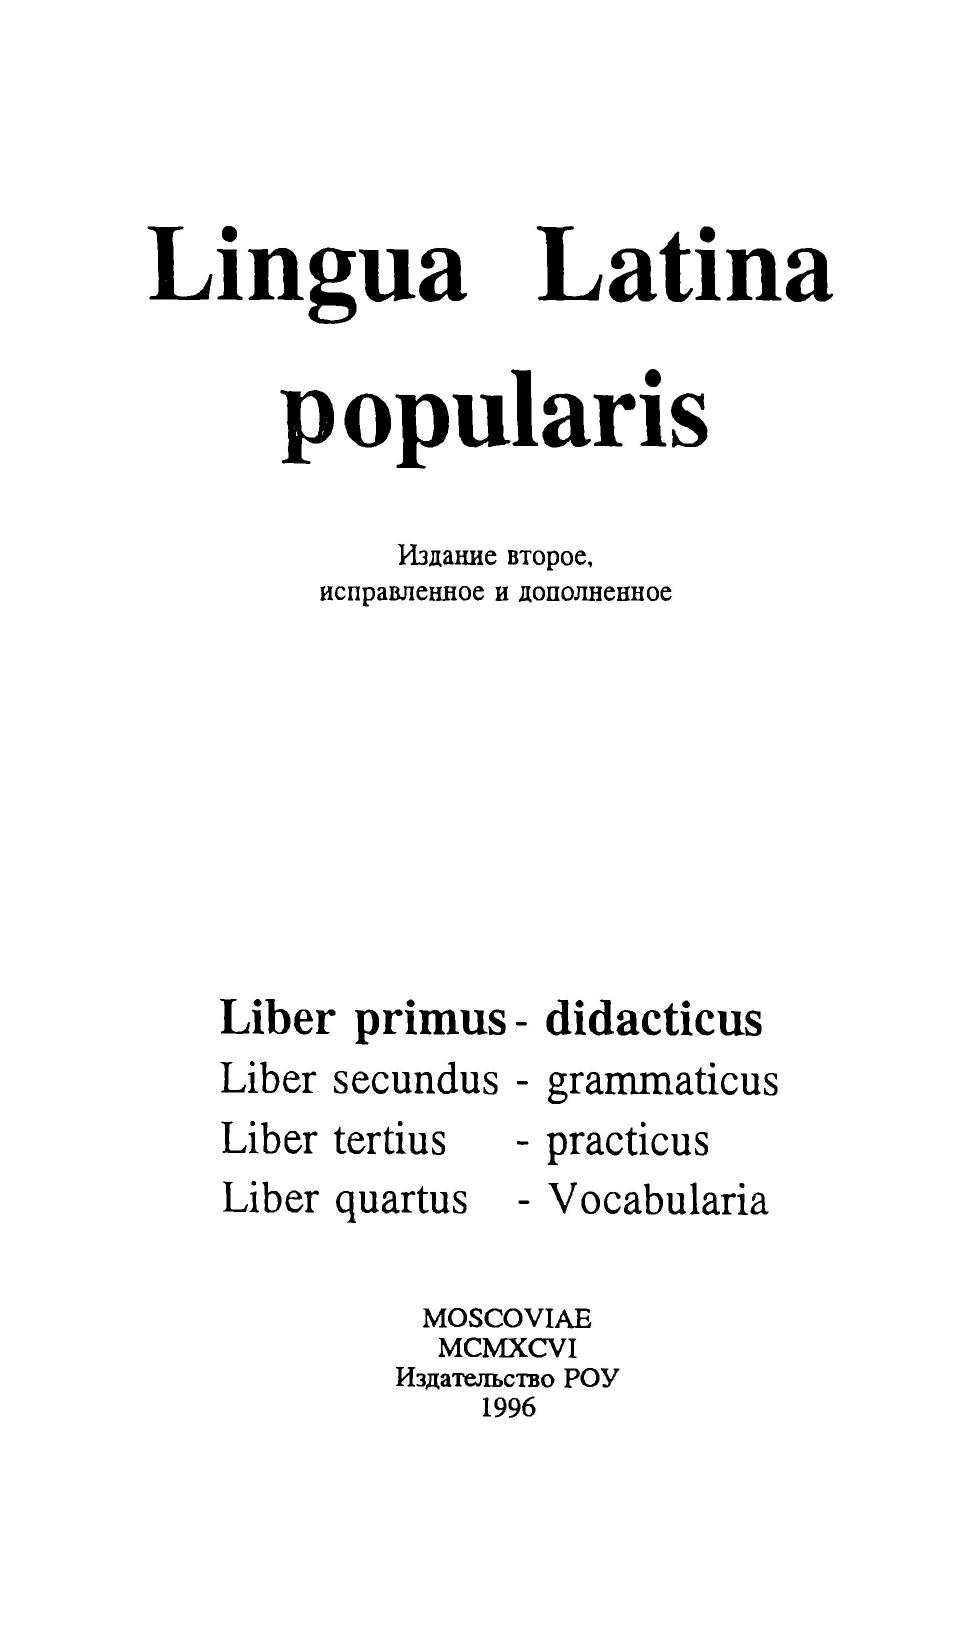 Lingua Latina
popularis
Издание второе,
исправленное и дополненное
Liber primus - didacticus
Liber secundus - grammaticus
Liber tertius - practicus
Liber quartus - Vocabularia
MOSCOVIAE
MCMXCVI
Издательство РОУ
1996